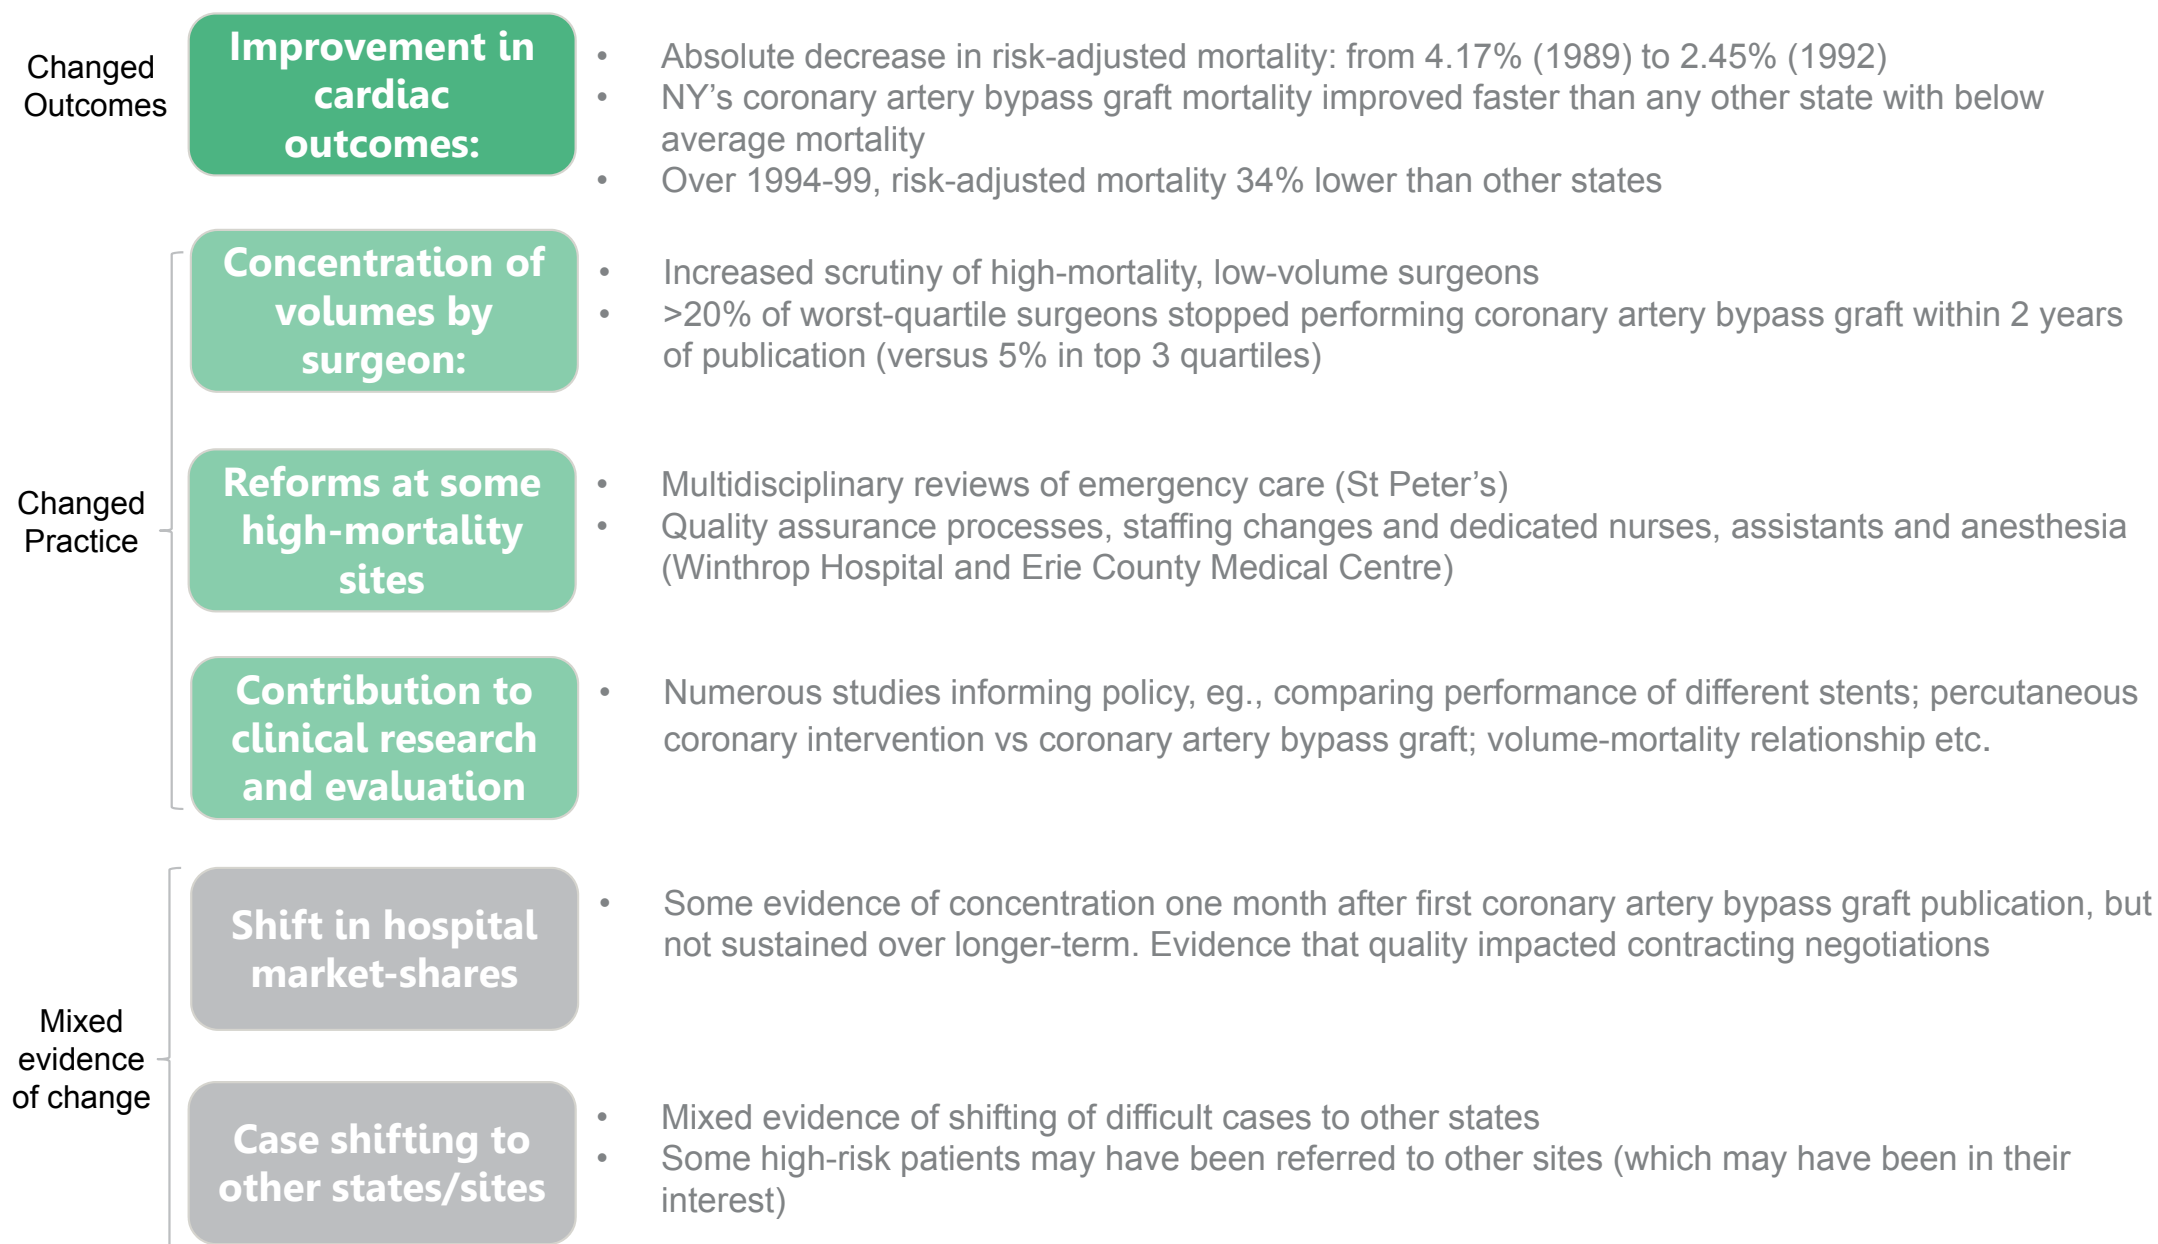 Changed
Outcomes
Improvement in
cardiac
outcomes:
• Absolute decrease in risk-adjusted mortality: from 4.17% (1989) to 2.45% (1992)
• NY’s coronary artery bypass graft mortality improved faster than any other state with below
average mortality
• Over 1994-99, risk-adjusted mortality 34% lower than other states
Changed
Practice
Concentration of
volumes by
surgeon:
• Increased scrutiny of high-mortality, low-volume surgeons
• >20% of worst-quartile surgeons stopped performing coronary artery bypass graft within 2 years
of publication (versus 5% in top 3 quartiles)
Reforms at some
high-mortality
sites
• Multidisciplinary reviews of emergency care (St Peter’s)
• Quality assurance processes, staffing changes and dedicated nurses, assistants and anesthesia
(Winthrop Hospital and Erie County Medical Centre)
Contribution to
clinical research
and evaluation
• Numerous studies informing policy, eg., comparing performance of different stents; percutaneous
coronary intervention vs coronary artery bypass graft; volume-mortality relationship etc.
Mixed
evidence
of change
Shift in hospital
market-shares
• Some evidence of concentration one month after first coronary artery bypass graft publication, but
not sustained over longer-term. Evidence that quality impacted contracting negotiations
Case shifting to
other states/sites
• Mixed evidence of shifting of difficult cases to other states
• Some high-risk patients may have been referred to other sites (which may have been in their
interest)